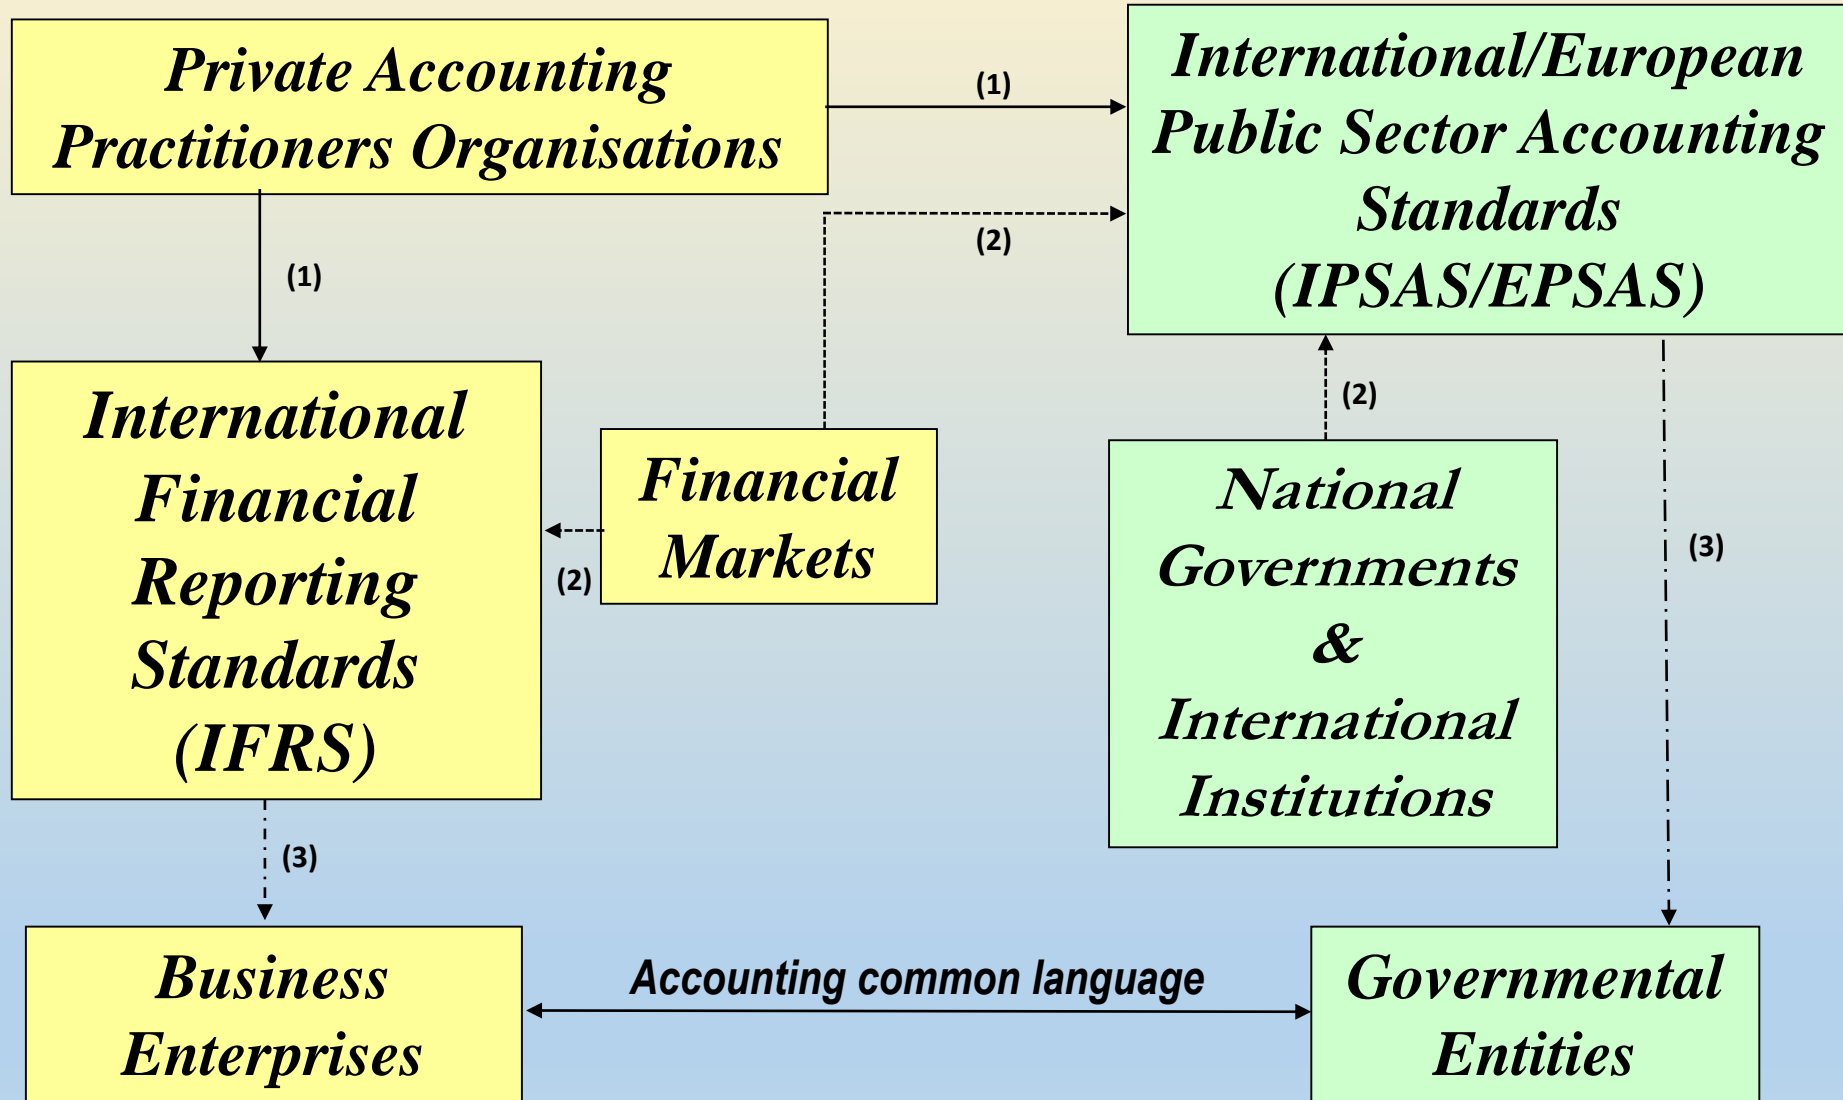 Private Accounting
Practitioners Organisations
(1)
International/European
Public Sector Accounting
Standards
(IPSAS/EPSAS)
(2)
(1)
International
Financial
Reporting
Standards
(IFRS)
(2)
Financial
Markets
(2)
National
Governments
&
International
Institutions
(3)
(3)
Business
Enterprises
Accounting common language
Governmental
Entities